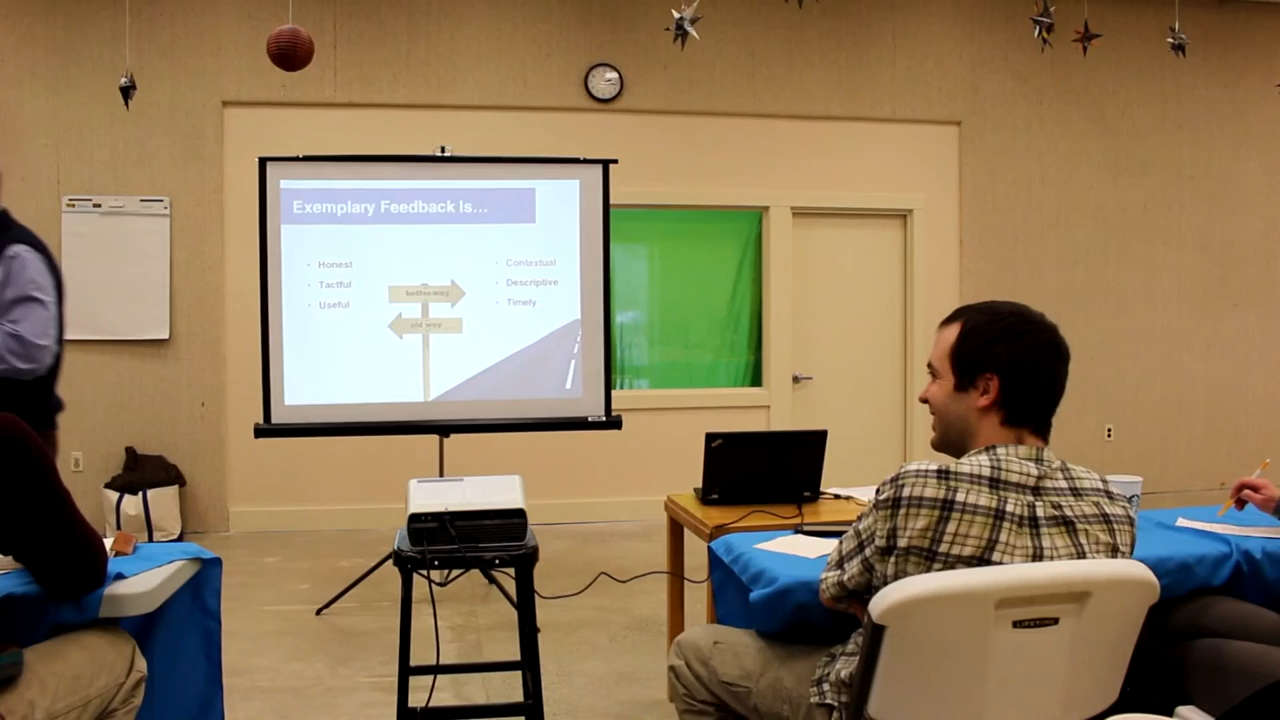 Exemplary Feedback Is...
• Honest
• Tactful
• Useful
• Contextual
• Descriptive
• Timely
better way
old way
LIFETIME